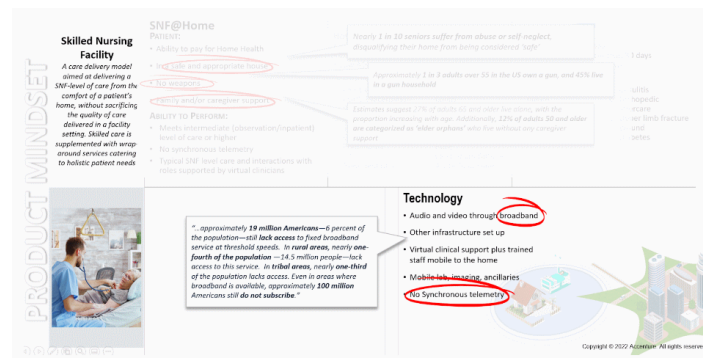 PRODUCT MINDSET
Skilled Nursing
Facility
A care delivery model
aimed at delivering a
SNF-level of care from the
comfort of a patient's
home, without sacrificing
the quality of care
delivered in a facility
setting. Skilled care is
supplemented with wrap-
around services catering
to holistic patient needs
SNF@Home
PATIENT:
• Ability to pay for Home Health
safe and appropriate house
• No weapons
• Family and/or caregiver support
ABILITY TO PERFORM:
• Meets intermediate (observation/inpatient)
level of care or higher
• No synchronous telemetry
• Typical SNF level care and interactions with
roles supported by virtual clinicians
Nearly 1 in 10 seniors suffer from abuse or self-neglect,
disqualifying their home from being considered 'safe'
Approximately 1 in 3 adults over 55 in the US own a gun, and 45% live
in a gun household
Estimates suggest 27% of adults 60 and older live alone, with the
proportion increasing with age. Additionally, 22% of adults 50 and older
are categorized as 'elder orphans' who live without any caregiver
support
days
ulitis
opedic
ntcare
er limb fracture
und
betes.
"…approximately 19 million Americans—6 percent of
the population—still lack access to fixed broadband
service at threshold speeds. In rural areas, nearly one-
fourth of the population —14.5 million people—lack
access to this service. In tribal areas, nearly one-third
of the population lacks access. Even in areas where
broadband is available, approximately 100 million
Americans still do not subscribe."
Technology
• Audio and video through broadband
• Other infrastructure set up
• Virtual clinical support plus trained
staff mobile to the home
• Mobile lab, imaging, ancillaries
• No Synchronous telemetry
Copyright © 2022 Accenture. All rights reserve